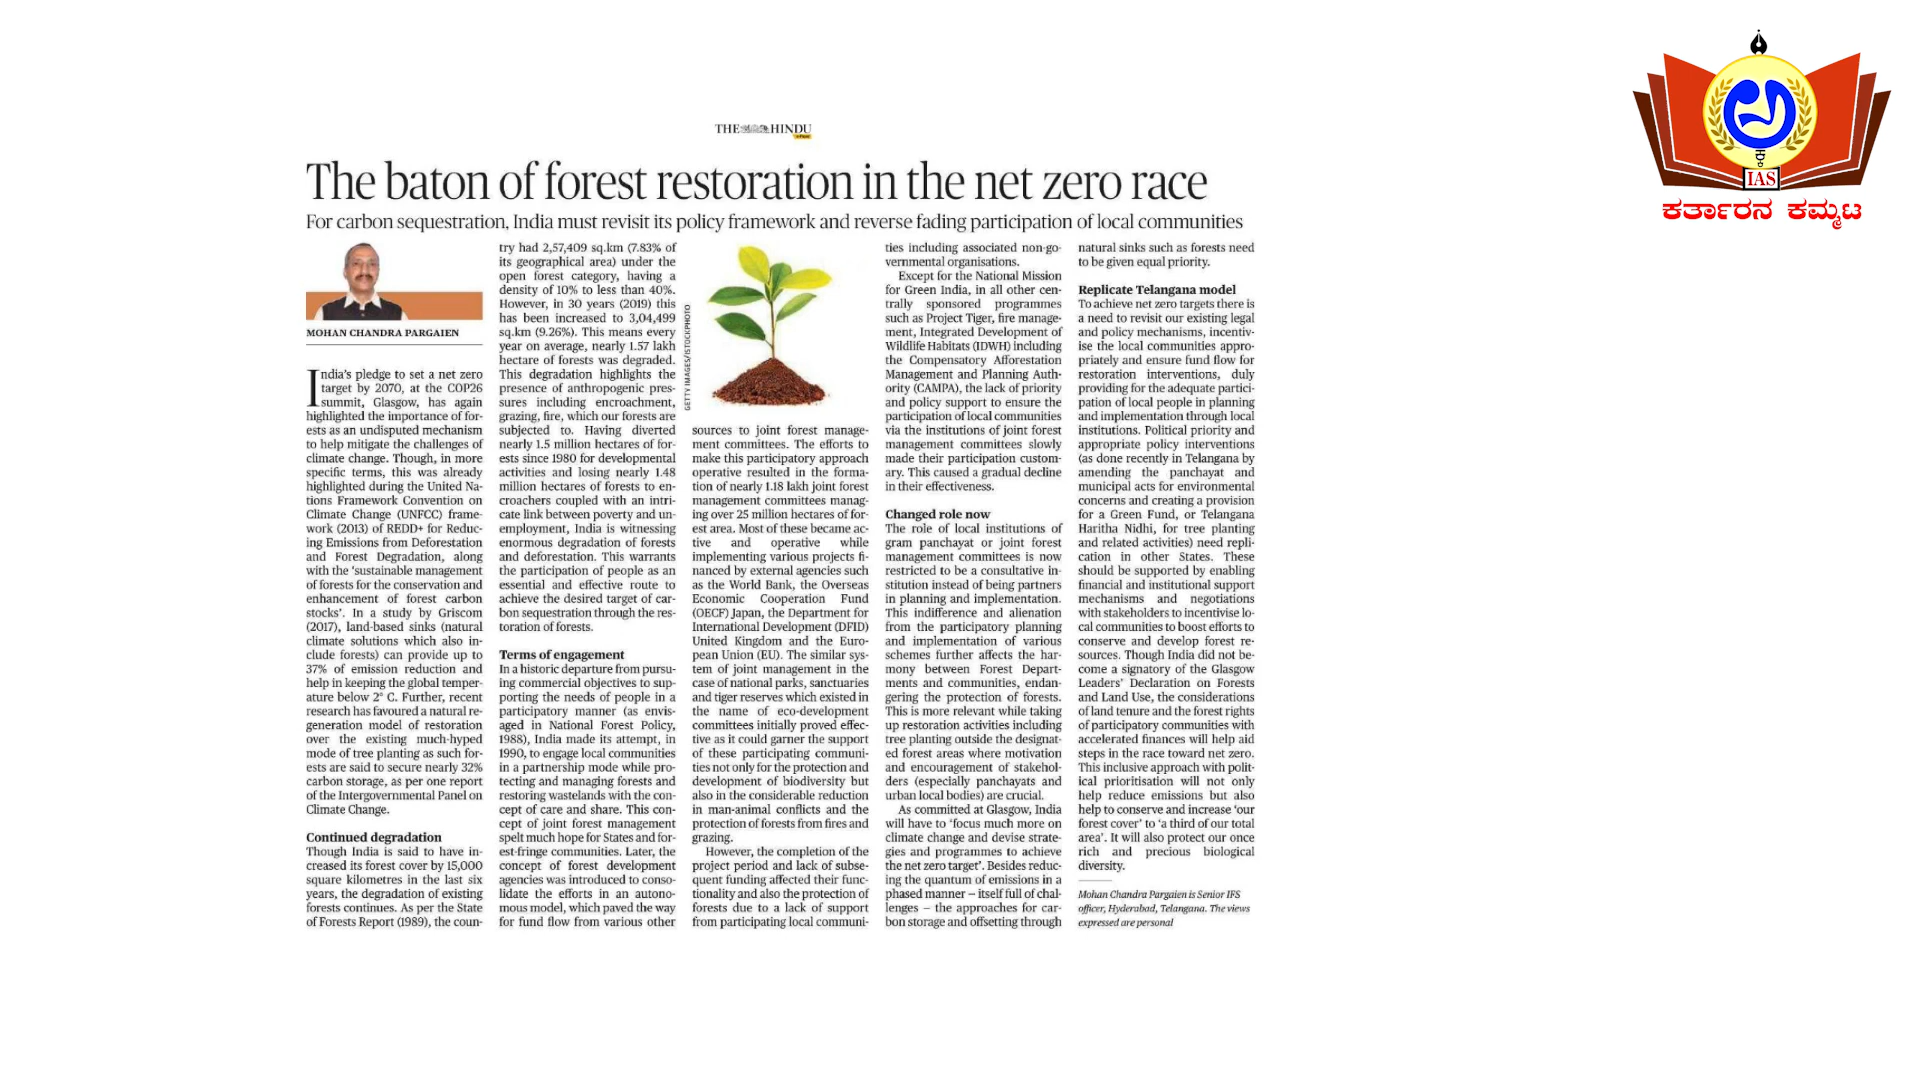 THE HINDU
The baton of forest restoration in the net zero race
For carbon sequestration, India must revisit its policy framework and reverse fading participation of local communities
MOHAN CHANDRA PARGAIEN
India's pledge to set a net zero
target by 2070, at the COP26
summit, Glasgow, has again
highlighted the importance of for-
ests as an undisputed mechanism
to help mitigate the challenges of
climate change. Though, in more
specific terms, this was already
highlighted during the United Na-
tions Framework Convention on
Climate Change (UNFCC) frame-
work (2013) of REDD+ for Reduc-
ing Emissions from Deforestation
and Forest Degradation, along
with the 'sustainable management
of forests for the conservation and
enhancement of forest carbon
stocks'. In a study by Griscom
(2017), land-based sinks (natural
climate solutions which also in-
clude forests) can provide up to
37% of emission reduction and
help in keeping the global temper-
ature below 2° C. Further, recent
research has favoured a natural re-
generation model of restoration
over the existing much-hyped
mode of tree planting as such for-
ests are said to secure nearly 32%
carbon storage, as per one report
of the Intergovernmental Panel on
Climate Change.
Continued degradation
Though India is said to have in-
creased its forest cover by 15,000
square kilometres in the last six
years, the degradation of existing
forests continues. As per the State
of Forests Report (1989), the coun-
try had 2,57,409 sq.km (7.83% of
its geographical area) under the
open forest category, having a
density of 10% to less than 40%.
However, in 30 years (2019) this
has been increased to 3,04,499
sq.km (9.26%). This means every
year on average, nearly 1.57 lakh
hectare of forests was degraded.
This degradation highlights the
presence of anthropogenic pres-
sures including encroachment,
grazing, fire, which our forests are
subjected to. Having diverted
nearly 1.5 million hectares of for-
ests since 1980 for developmental
activities and losing nearly 1.48
million hectares of forests to en-
croachers coupled with an intri-
cate link between poverty and un-
employment, India is witnessing
enormous degradation of forests
and deforestation. This warrants
the participation of people as an
essential and effective route to
achieve the desired target of car-
bon sequestration through the res-
toration of forests.
Terms of engagement
In a historic departure from pursu-
ing commercial objectives to sup-
porting the needs of people in a
participatory manner (as envis-
aged in National Forest Policy,
1988), India made its attempt, in
1990, to engage local communities
in a partnership mode while pro-
tecting and managing forests and
restoring wastelands with the con-
cept of care and share. This con-
cept of joint forest management
spelt much hope for States and for-
est-fringe communities. Later, the
concept of forest development
agencies was introduced to conso-
lidate the efforts in an autono-
mous model, which paved the way
for fund flow from various other
GETTY IMAGES/ISTOCKPHOTO
sources to joint forest manage-
ment committees. The efforts to
make this participatory approach
operative resulted in the forma-
tion of nearly 1.18 lakh joint forest
management committees manag-
ing over 25 million hectares of for-
est area. Most of these became ac-
tive and operative while
implementing various projects fi-
nanced by external agencies such
as the World Bank, the Overseas
Economic Cooperation Fund
(OECF) Japan, the Department for
International Development (DFID)
United Kingdom and the Euro-
pean Union (EU). The similar sys-
tem of joint management in the
case of national parks, sanctuaries
and tiger reserves which existed in
the name of eco-development
committees initially proved effec-
tive as it could garner the support
of these participating communi-
ties not only for the protection and
development of biodiversity but
also in the considerable reduction
in man-animal conflicts and the
protection of forests from fires and
grazing.
However, the completion of the
project period and lack of subse-
quent funding affected their func-
tionality and also the protection of
forests due to a lack of support
from participating local communi-
ties including associated non-go-
vernmental organisations.
Except for the National Mission
for Green India, in all other cen-
trally sponsored programmes
such as Project Tiger, fire manage-
ment, Integrated Development of
Wildlife Habitats (IDWH) including
the Compensatory Afforestation
Management and Planning Auth-
ority (CAMPA), the lack of priority
and policy support to ensure the
participation of local communities
via the institutions of joint forest
management committees slowly
made their participation custom-
ary. This caused a gradual decline
in their effectiveness.
Changed role now
The role of local institutions of
gram panchayat or joint forest
management committees is now
restricted to be a consultative in-
stitution instead of being partners
in planning and implementation.
This indifference and alienation
from the participatory planning
and implementation of various
schemes further affects the har-
mony between Forest Depart-
ments and communities, endan-
gering the protection of forests.
This is more relevant while taking
up restoration activities including
tree planting outside the designat-
ed forest areas where motivation
and encouragement of stakehol-
ders (especially panchayats and
urban local bodies) are crucial.
As committed at Glasgow, India
will have to 'focus much more on
climate change and devise strate-
gies and programmes to achieve
the net zero target'. Besides reduc-
ing the quantum of emissions in a
phased manner – itself full of chal-
lenges – the approaches for car-
bon storage and offsetting through
natural sinks such as forests need
to be given equal priority.
Replicate Telangana model
To achieve net zero targets there is
a need to revisit our existing legal
and policy mechanisms, incentiv-
ise the local communities appro-
priately and ensure fund flow for
restoration interventions, duly
providing for the adequate partici-
pation of local people in planning
and implementation through local
institutions. Political priority and
appropriate policy interventions
(as done recently in Telangana by
amending the panchayat and
municipal acts for environmental
concerns and creating a provision
for a Green Fund, or Telangana
Haritha Nidhi, for tree planting
and related activities) need repli-
cation in other States. These
should be supported by enabling
financial and institutional support
mechanisms and negotiations
with stakeholders to incentivise lo-
cal communities to boost efforts to
conserve and develop forest re-
sources. Though India did not be-
come a signatory of the Glasgow
Leaders' Declaration on Forests
and Land Use, the considerations
of land tenure and the forest rights
of participatory communities with
accelerated finances will help aid
steps in the race toward net zero.
This inclusive approach with polit-
ical prioritisation will not only
help reduce emissions but also
help to conserve and increase 'our
forest cover' to 'a third of our total
area'. It will also protect our once
rich and precious biological
diversity.
Mohan Chandra Pargaien is Senior IFS
officer, Hyderabad, Telangana. The views
expressed are personal
IAS
ಕರ್ತಾರನ ಕಮ್ಮಟ